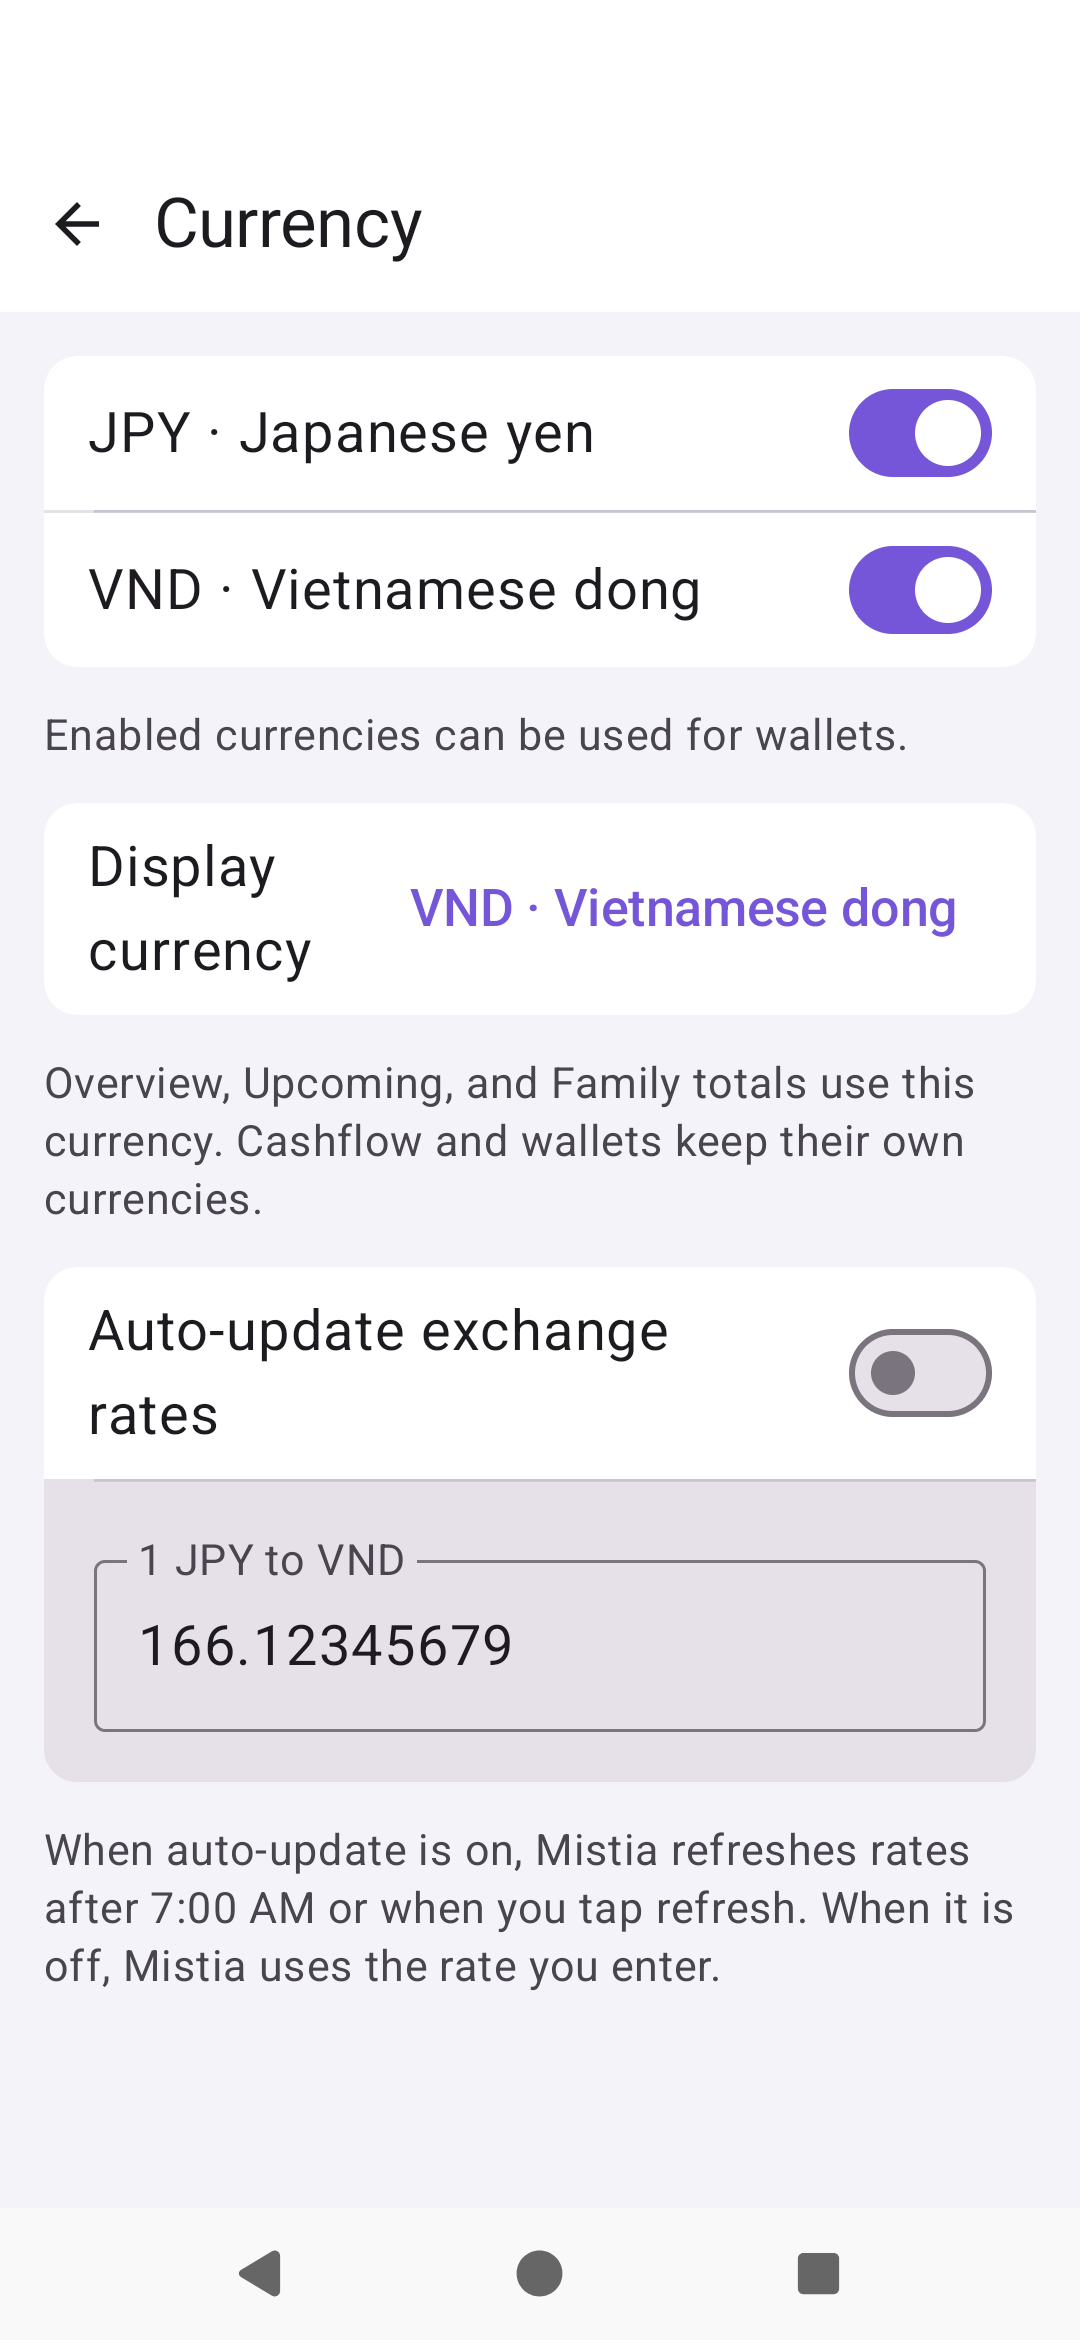 Currency
JPY · Japanese yen
VND · Vietnamese dong
Enabled currencies can be used for wallets.
Display
currency
VND · Vietnamese dong
Overview, Upcoming, and Family totals use this
currency. Cashflow and wallets keep their own
currencies.
Auto-update exchange
rates
1 JPY to VND
166.12345679
When auto-update is on, Mistia refreshes rates
after 7:00 AM or when you tap refresh. When it is
off, Mistia uses the rate you enter.